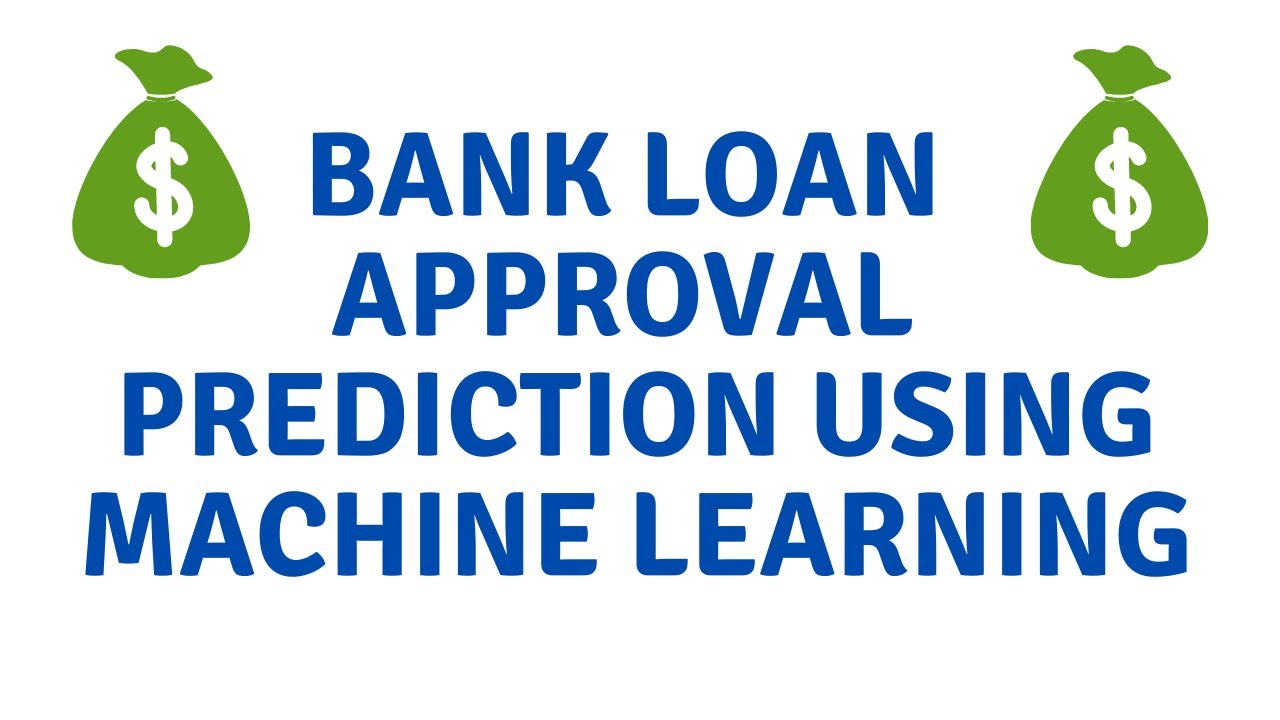 $ $
BANK LOAN
APPROVAL
PREDICTION USING
MACHINE LEARNING